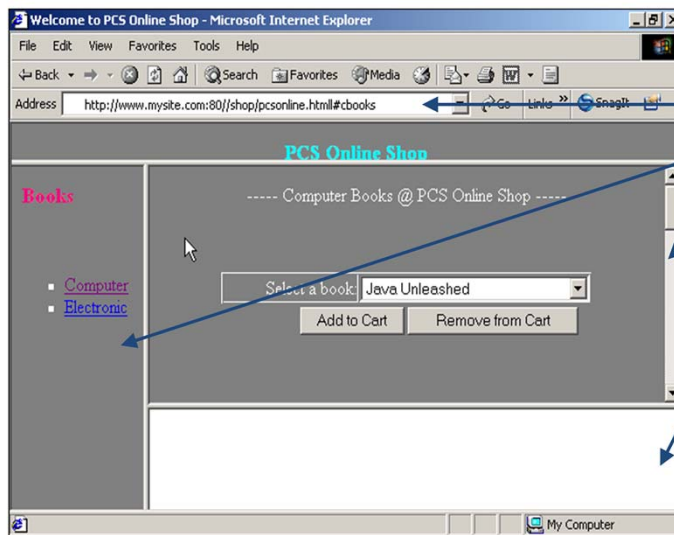 Welcome to PCS Online Shop - Microsoft Internet Explorer
File Edit View Favorites Tools Help
Back Search Favorites Media
Address http://www.mysite.com:80//shop/pcsonline.html#cbooks Go Links » SnagIt
PCS Online Shop
Books
----- Computer Books @ PCS Online Shop -----
Computer
Electronic
Select a book: Java Unleashed
Add to Cart Remove from Cart
My Computer